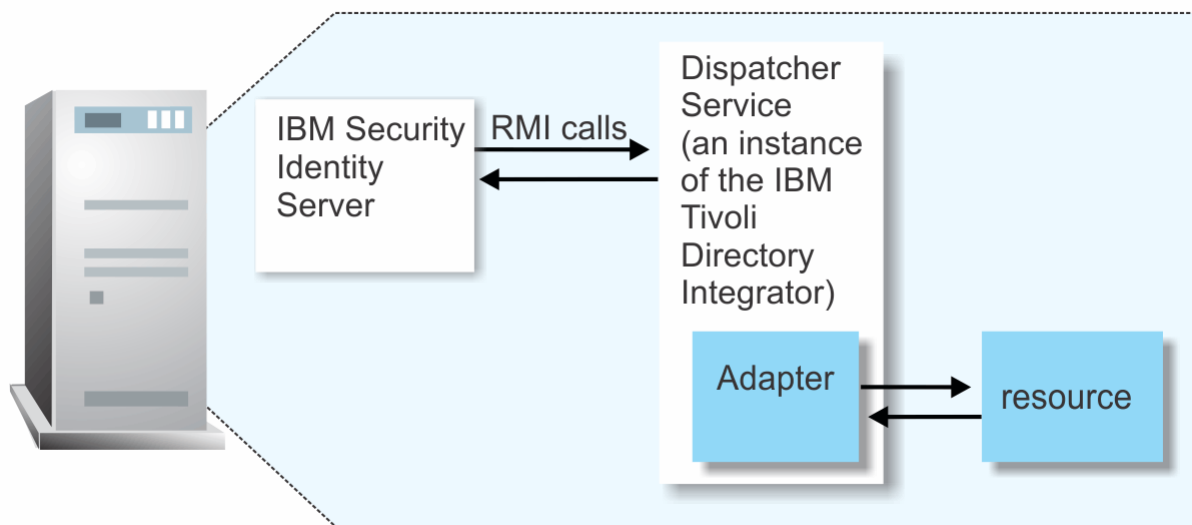 IBM Security
Identity
Server
RMI calls
Dispatcher
Service
(an instance
of the IBM
Tivoli
Directory
Integrator)
Adapter
resource